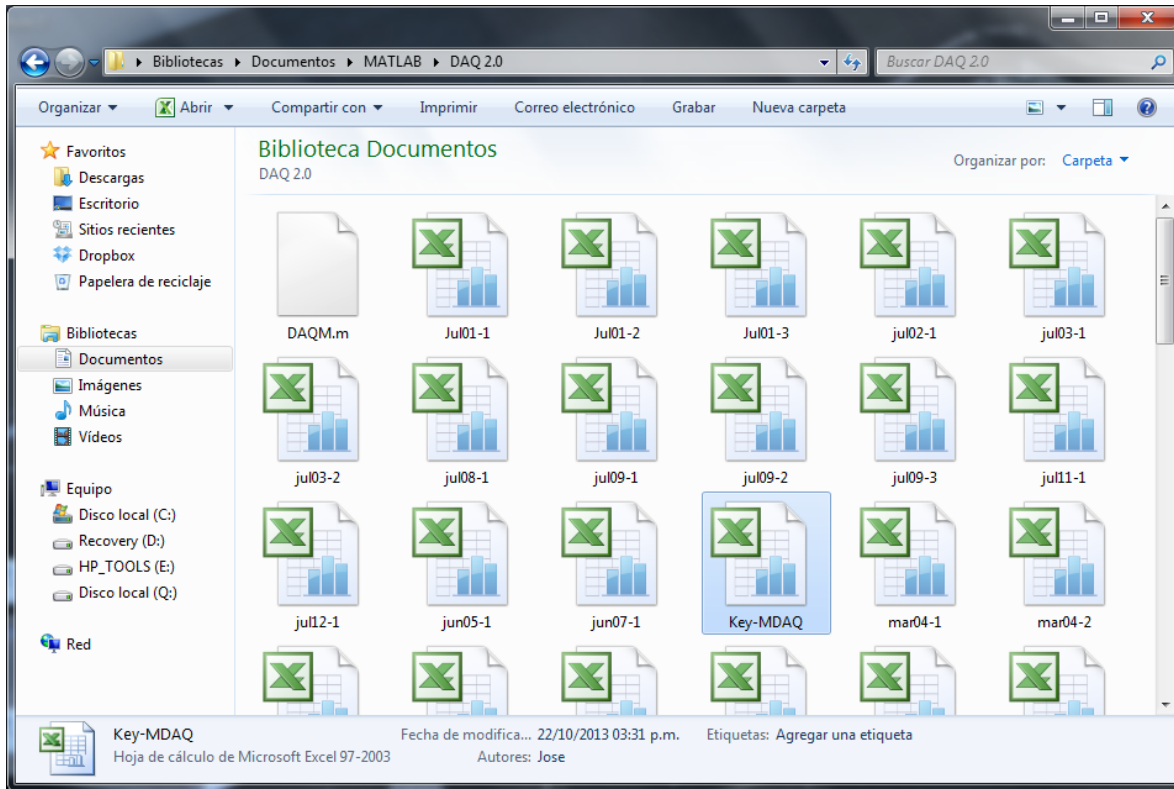 Bibliotecas Documentos MATLAB DAQ 2.0
Buscar DAQ 2.0
Organizar Abrir Compartir con Imprimir Correo electrónico Grabar Nueva carpeta
Favoritos
Descargas
Escritorio
Sitios recientes
Dropbox
Papelera de reciclaje
Bibliotecas
Documentos
Imágenes
Música
Vídeos
Equipo
Disco local (C:)
Recovery (D:)
HP_TOOLS (E:)
Disco local (Q:)
Red
Biblioteca Documentos
DAQ 2.0
Organizar por: Carpeta
DAQM.m Jul01-1 Jul01-2 Jul01-3 jul02-1 jul03-1
jul03-2 jul08-1 jul09-1 jul09-2 jul09-3 jul11-1
jul12-1 jun05-1 jun07-1 Key-MDAQ mar04-1 mar04-2
Key-MDAQ Fecha de modifica... 22/10/2013 03:31 p.m. Etiquetas: Agregar una etiqueta
Hoja de cálculo de Microsoft Excel 97-2003 Autores: Jose